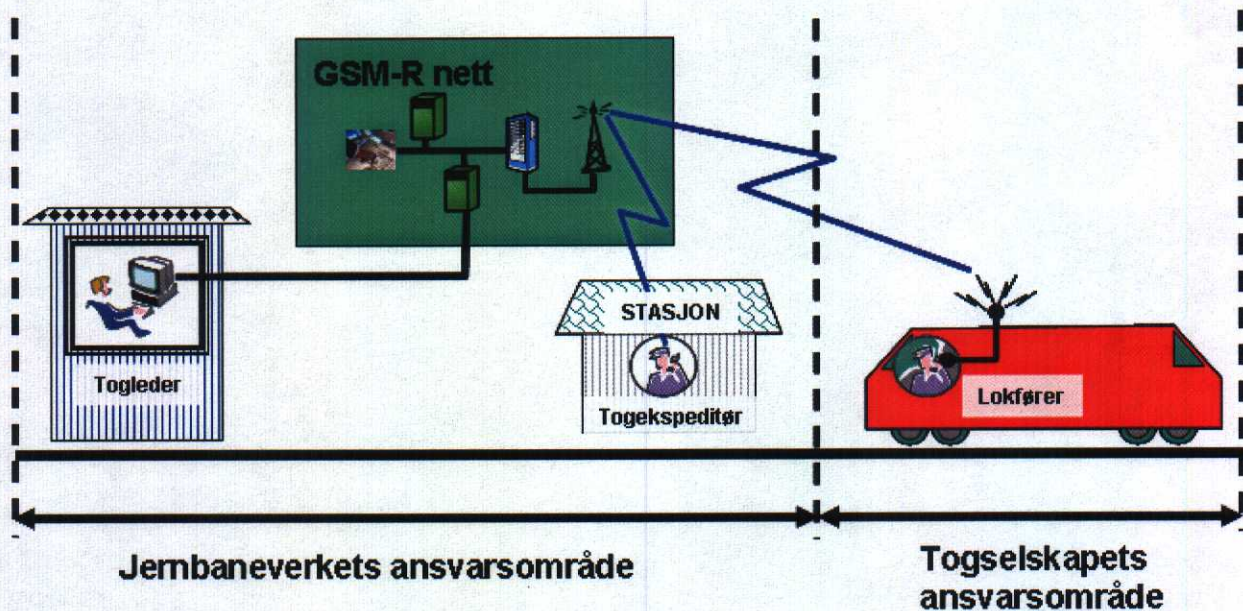 GSM-R nett
STASJON
Togleder
Togekspeditør
Lokfører
Jernbaneverkets ansvarsområde
Togselskapets
ansvarsområde